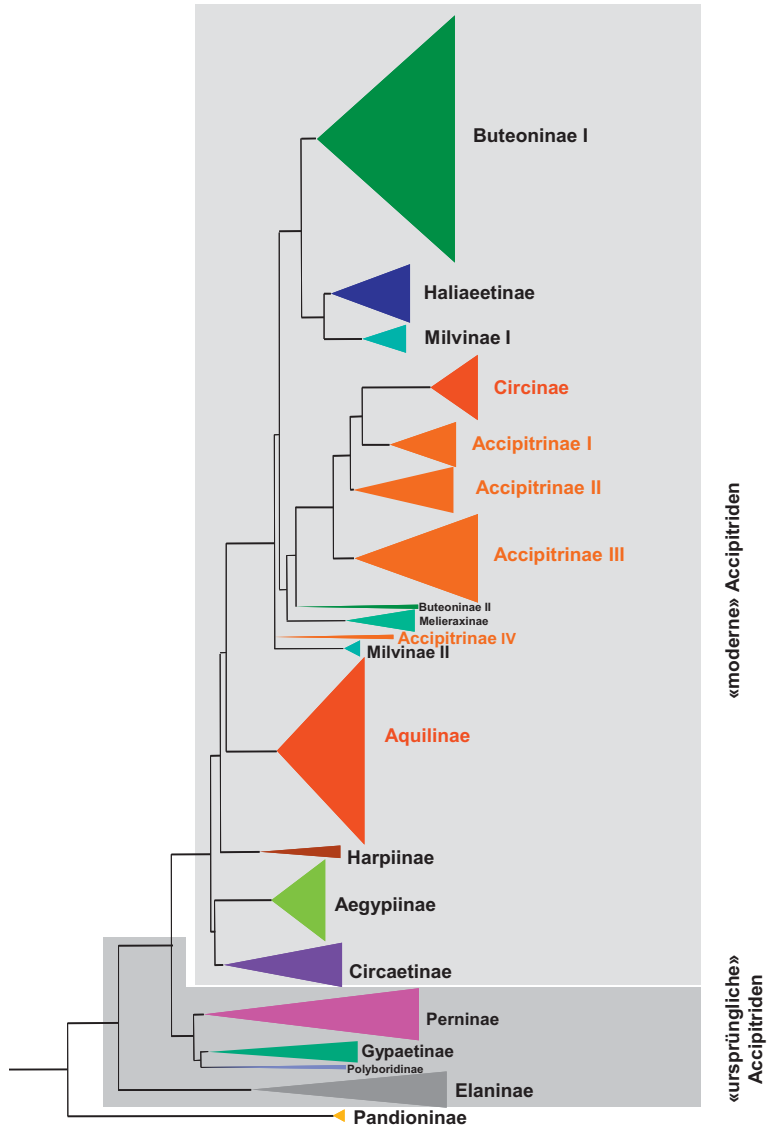 Buteoninae I
Haliaeetinae
Milvinae I
Circinae
Accipitrinae I
Accipitrinae II
Accipitrinae III
Buteoninae II
Melieraxinae
Accipitrinae IV
Milvinae II
Aquilinae
Harpiinae
Aegypiinae
Circaetinae
Perninae
Gypaetinae
Polyboridinae
Elaninae
Pandioninae
«moderne» Accipitriden
«ursprüngliche»
Accipitriden